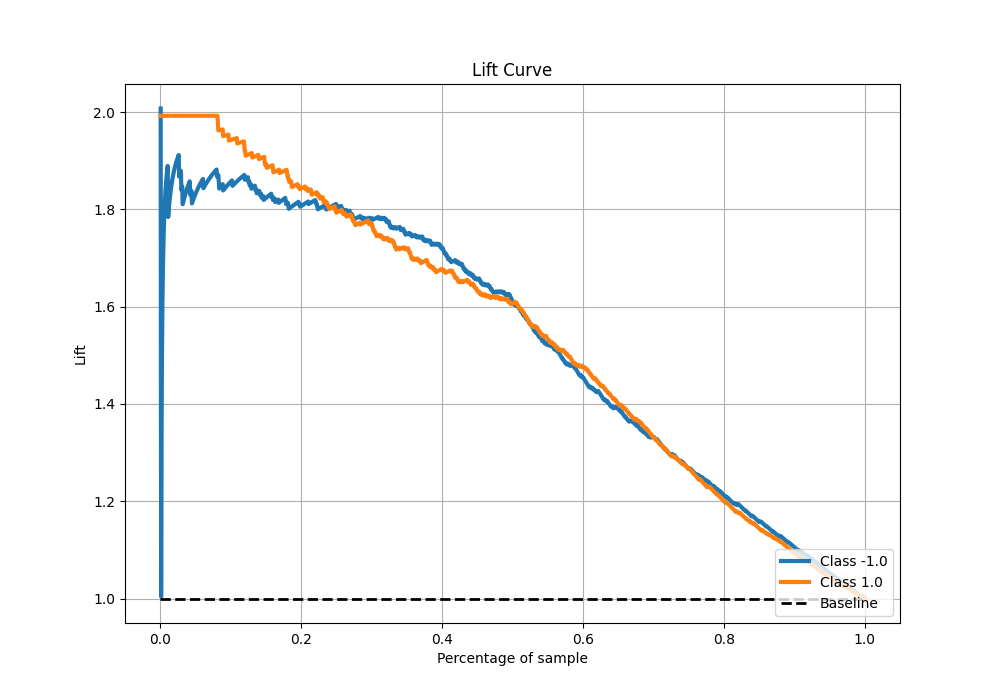 Lift Curve
2.0
1.8
1.6
1.4
1.2
1.0
Lift
0.0 0.2 0.4 0.6 0.8 1.0
Percentage of sample
Class -1.0
Class 1.0
Baseline